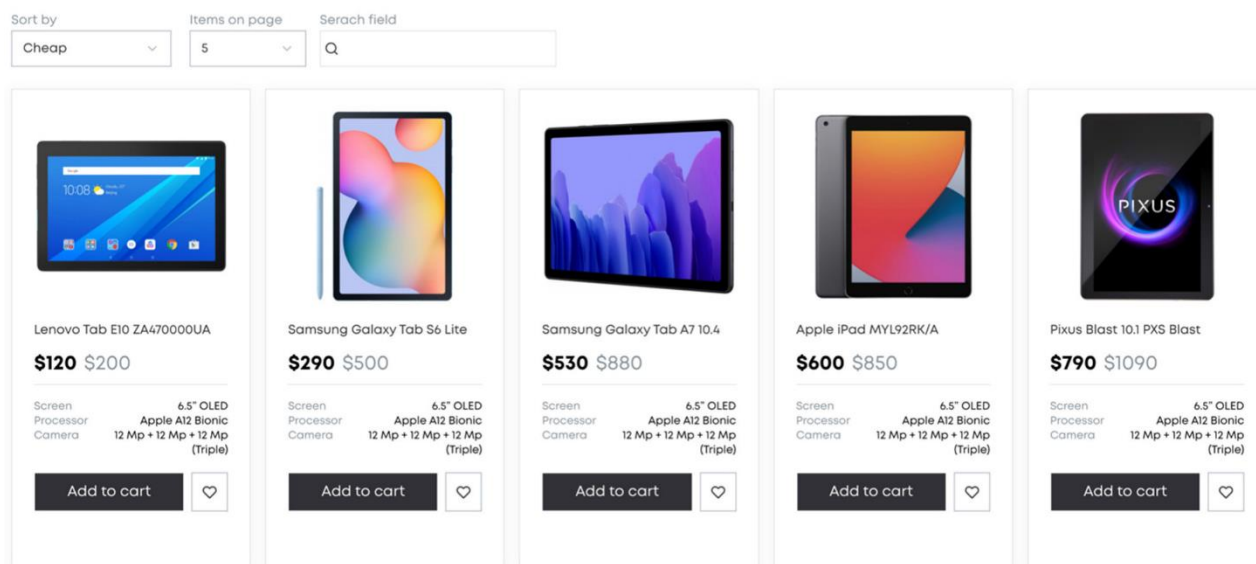 Sort by
Items on page
Serach field
Cheap
5
10:08
Lenovo Tab E10 ZA470000UA
$120 $200
Screen 6.5” OLED
Processor Apple A12 Bionic
Camera 12 Mp + 12 Mp + 12 Mp
(Triple)
Add to cart
Samsung Galaxy Tab S6 Lite
$290 $500
Screen 6.5” OLED
Processor Apple A12 Bionic
Camera 12 Mp + 12 Mp + 12 Mp
(Triple)
Add to cart
Samsung Galaxy Tab A7 10.4
$530 $880
Screen 6.5” OLED
Processor Apple A12 Bionic
Camera 12 Mp + 12 Mp + 12 Mp
(Triple)
Add to cart
Apple iPad MYL92RK/A
$600 $850
Screen 6.5” OLED
Processor Apple A12 Bionic
Camera 12 Mp + 12 Mp + 12 Mp
(Triple)
Add to cart
PIXUS
Pixus Blast 10.1 PXS Blast
$790 $1090
Screen 6.5” OLED
Processor Apple A12 Bionic
Camera 12 Mp + 12 Mp + 12 Mp
(Triple)
Add to cart